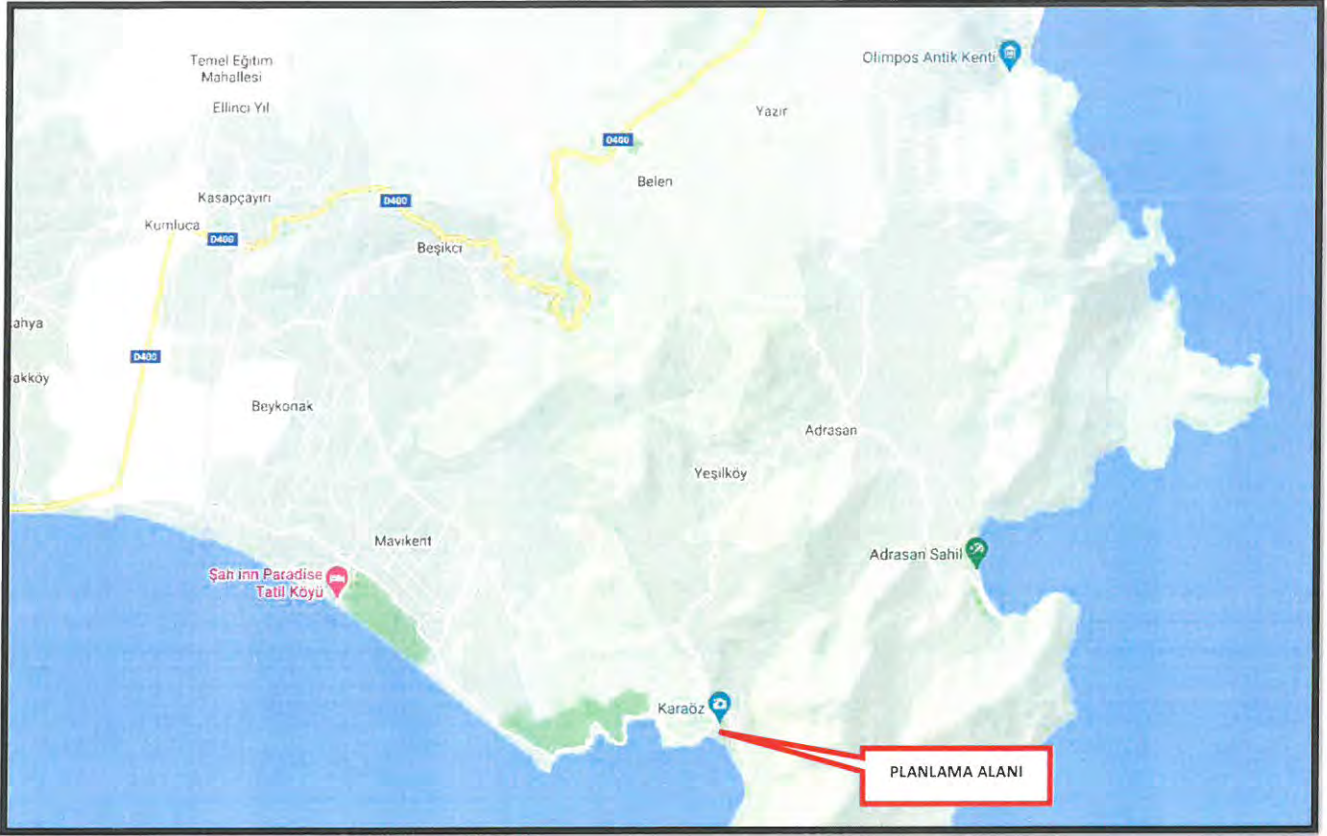 Temel Eğitim
Mahallesi
Ellinci Yıl
Olimpos Antik Kenti
Yazır
D400
Belen
Kasapçayırı
D400
Kumluca
D400
Beşikci
ahya
D400
akköy
Beykonak
Adrasan
Yeşilköy
Mavikent
Adrasan Sahil
Şah inn Paradise
Tatil Köyü
Karaöz
PLANLAMA ALANI